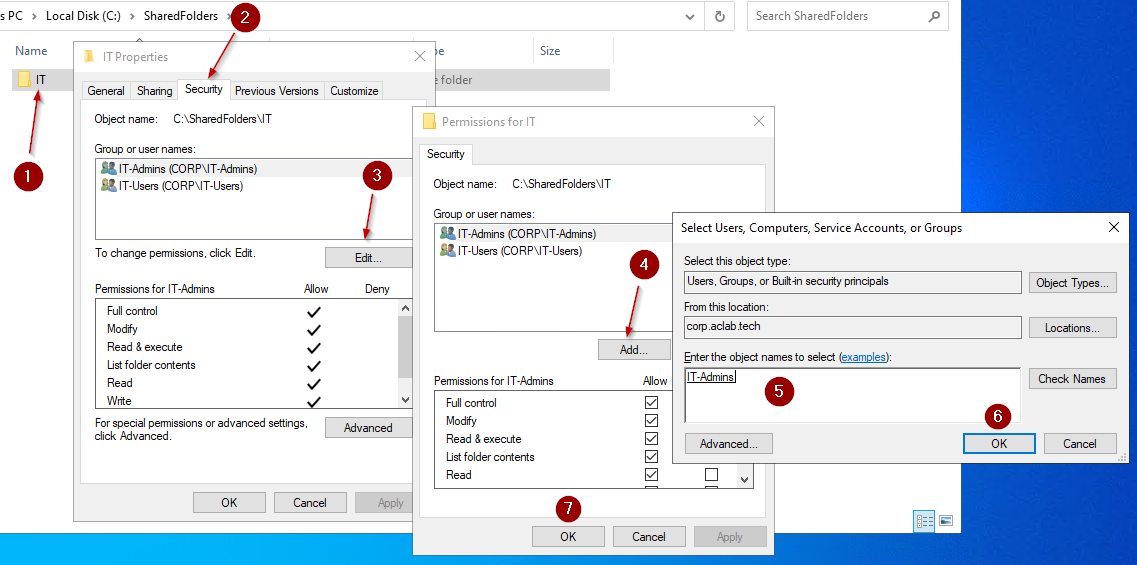 s PC > Local Disk (C:) > SharedFolders >
Search SharedFolders
Name
Size
IT
e folder
1
2
IT Properties
General
Sharing
Security
Previous Versions
Customize
Object name: C:\SharedFolders\IT
Group or user names:
IT-Admins (CORP\IT-Admins)
IT-Users (CORP\IT-Users)
3
To change permissions, click Edit.
Edit...
Permissions for IT-Admins Allow Deny
Full control
Modify
Read & execute
List folder contents
Read
Write
For special permissions or advanced settings,
click Advanced.
Advanced
OK
Cancel
Apply
Permissions for IT
Security
Object name: C:\SharedFolders\IT
Group or user names:
IT-Admins (CORP\IT-Admins)
IT-Users (CORP\IT-Users)
4
Add...
Permissions for IT-Admins Allow
Full control
Modify
Read & execute
List folder contents
Read
7
OK
Cancel
Apply
Select Users, Computers, Service Accounts, or Groups
Select this object type:
Users, Groups, or Built-in security principals
Object Types...
From this location:
corp.aclab.tech
Locations...
Enter the object names to select (examples):
IT-Admins
Check Names
5
6
Advanced...
OK
Cancel